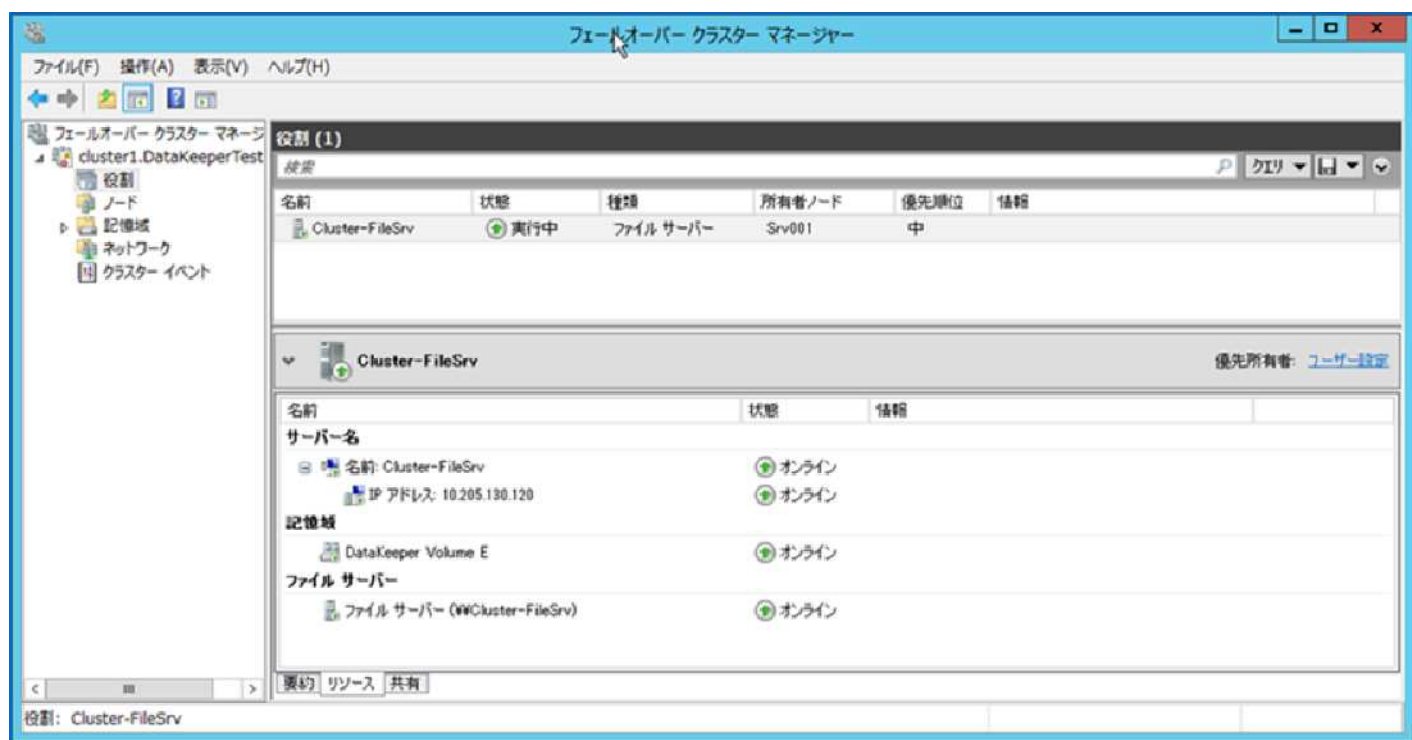 フェールオーバー クラスター マネージャー
ファイル(F) 操作(A) 表示(V) ヘルプ(H)
フェールオーバー クラスター マネージ
cluster1.DataKeeperTest
役割
ノード
記憶域
ネットワーク
クラスター イベント
役割 (1)
検索
クエリ
名前 状態 種類 所有者ノード 優先順位 情報
Cluster-FileSrv 実行中 ファイル サーバー Srv001 中
Cluster-FileSrv 優先所有者: ユーザー設定
名前 状態 情報
サーバー名
名前: Cluster-FileSrv オンライン
IP アドレス: 10.205.130.120 オンライン
記憶域
DataKeeper Volume E オンライン
ファイル サーバー
ファイル サーバー (¥¥Cluster-FileSrv) オンライン
要約 リソース 共有
役割: Cluster-FileSrv